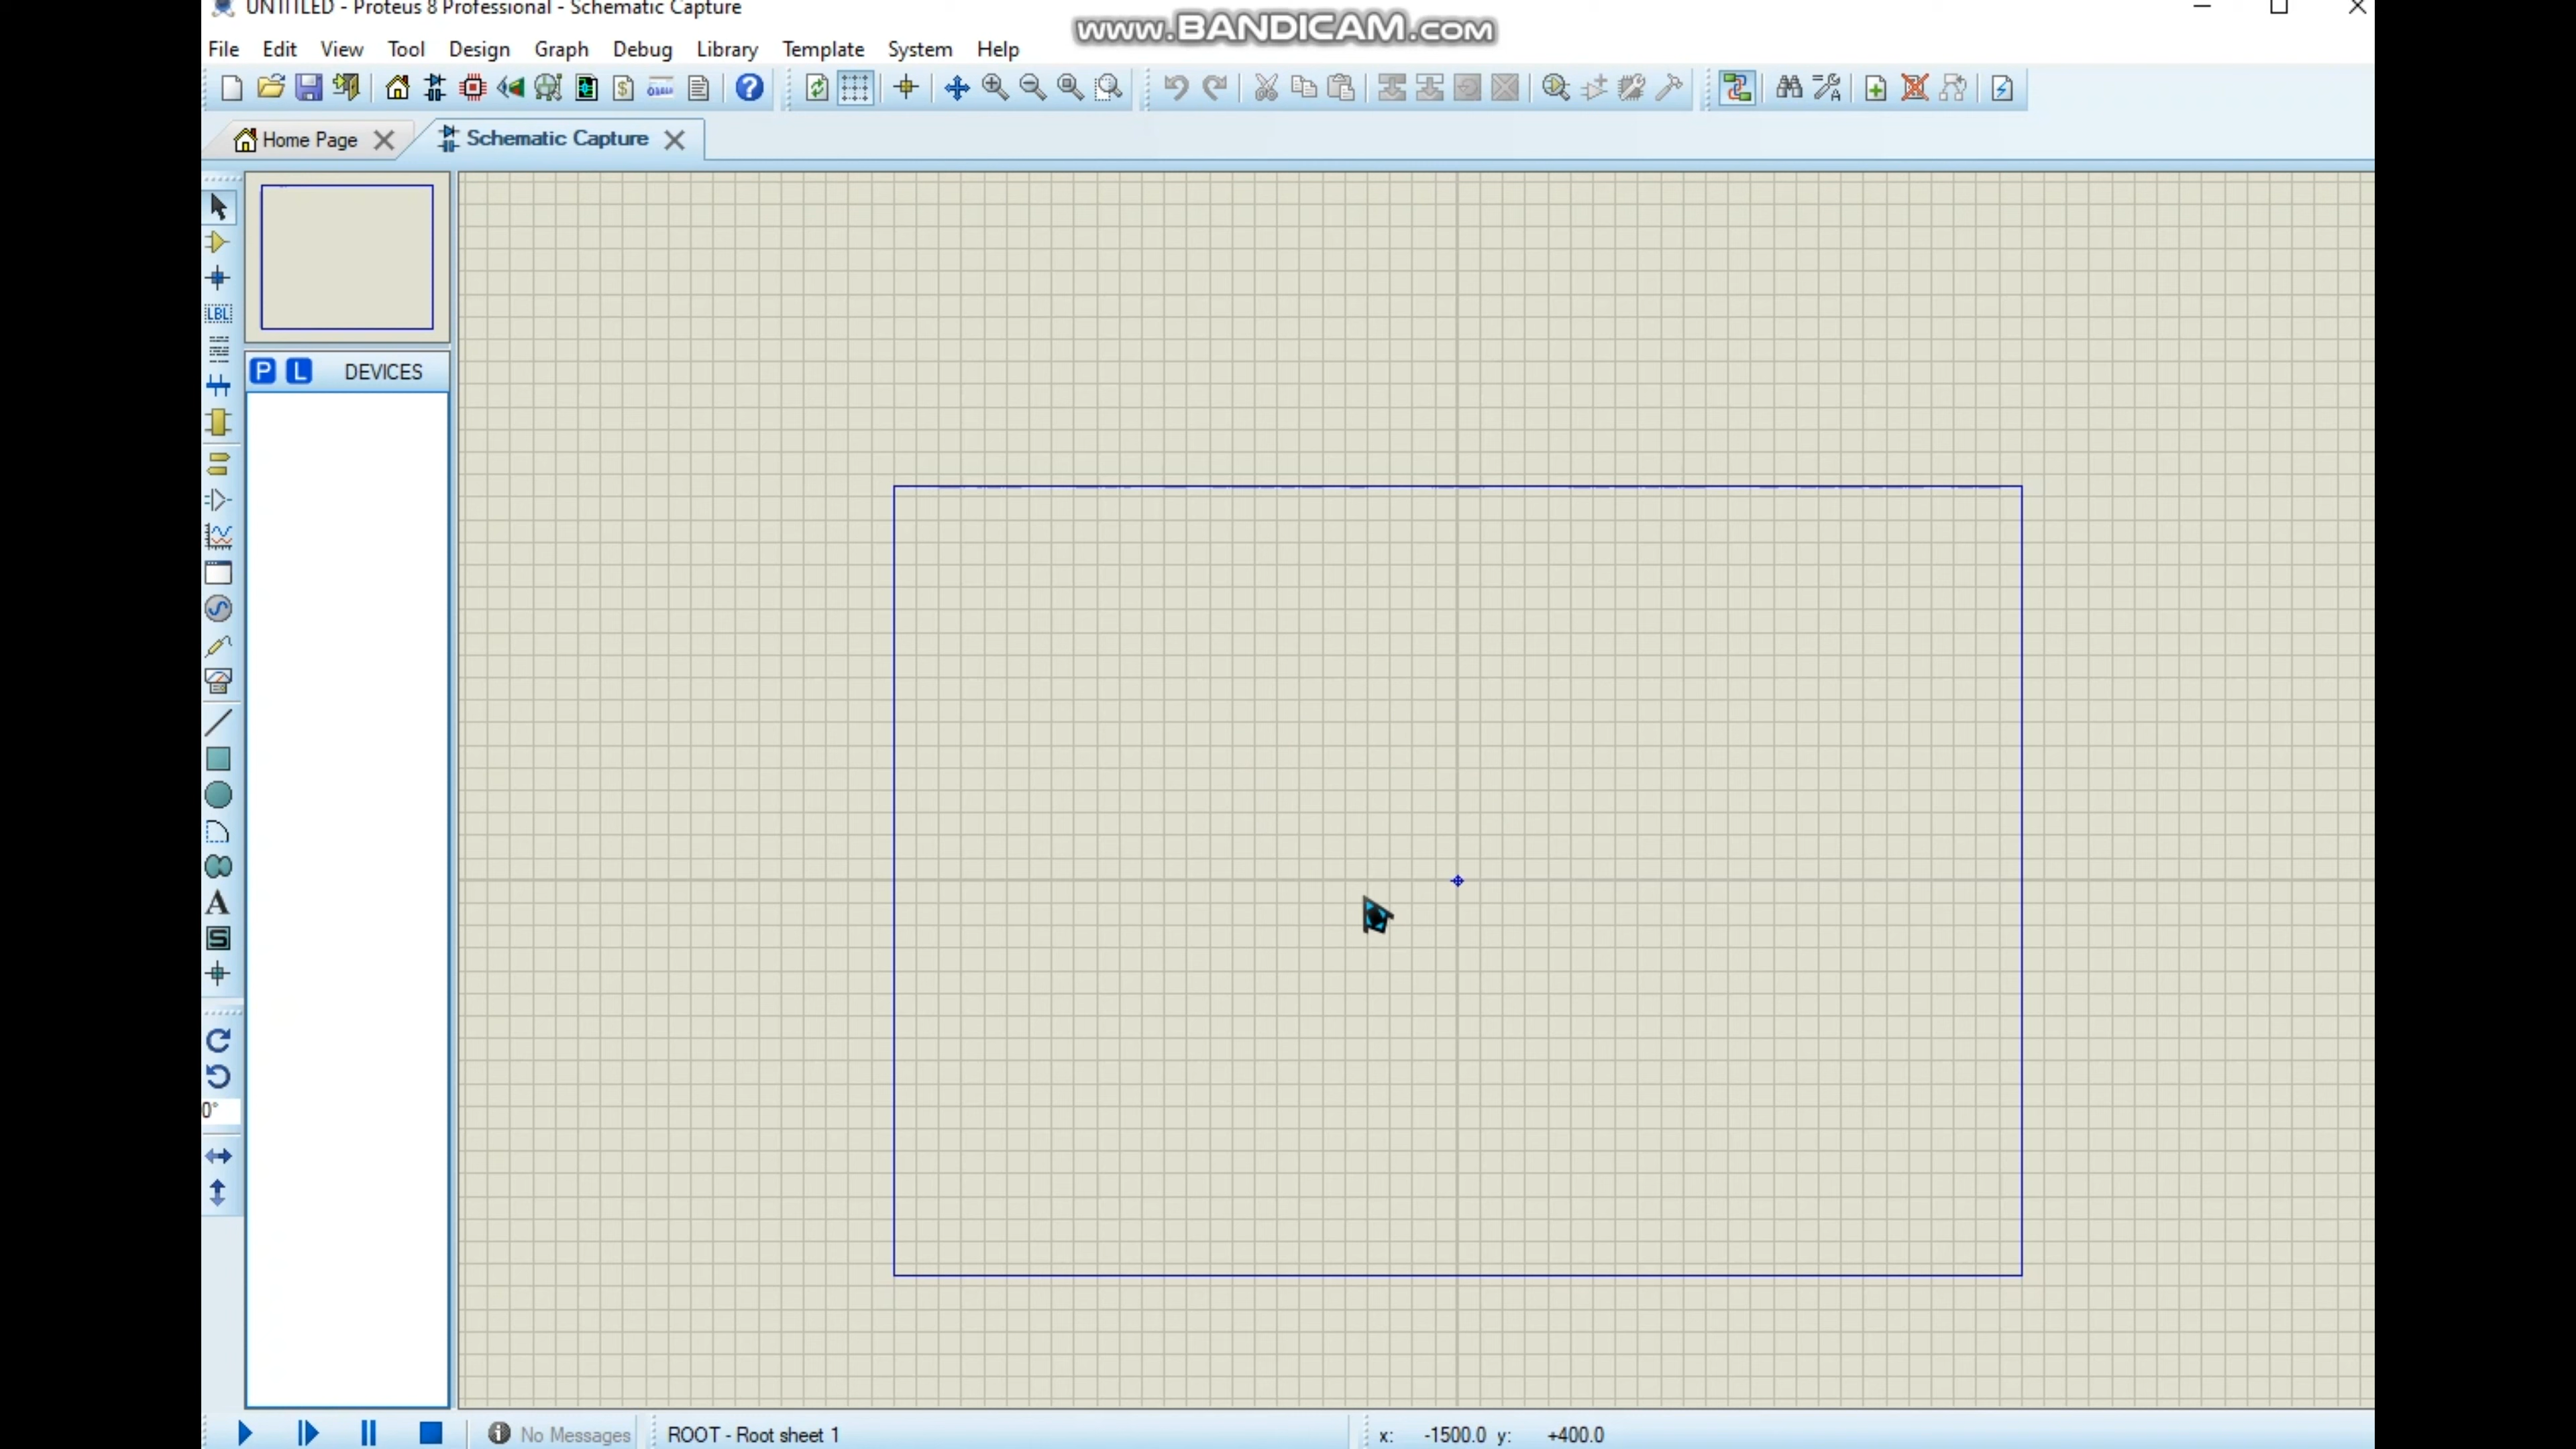 UNTITLED - Proteus 8 Professional - Schematic Capture
www.BANDICAM.com
File Edit View Tool Design Graph Debug Library Template System Help
Home Page Schematic Capture
LBL
P L DEVICES
A
S
0°
No Messages ROOT - Root sheet 1 x: -1500.0 y: +400.0